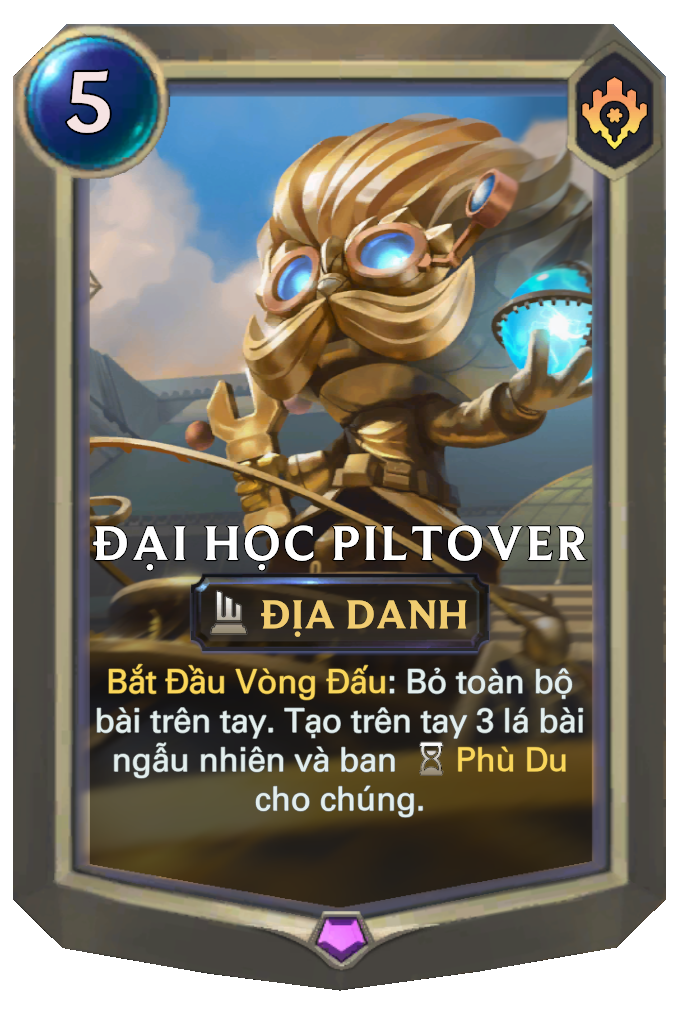 5
ĐẠI HỌC PILTOVER
ĐỊA DANH
Bắt Đầu Vòng Đấu: Bỏ toàn bộ
bài trên tay. Tạo trên tay 3 lá bài
ngẫu nhiên và ban Phù Du
cho chúng.